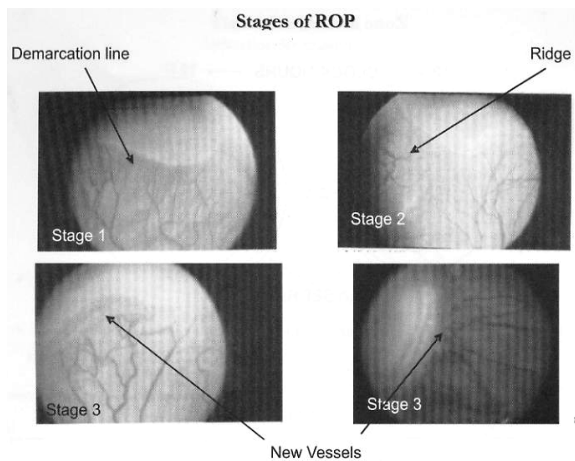 Stages of ROP
Demarcation line
Ridge
Stage 1
Stage 2
Stage 3
Stage 3
New Vessels